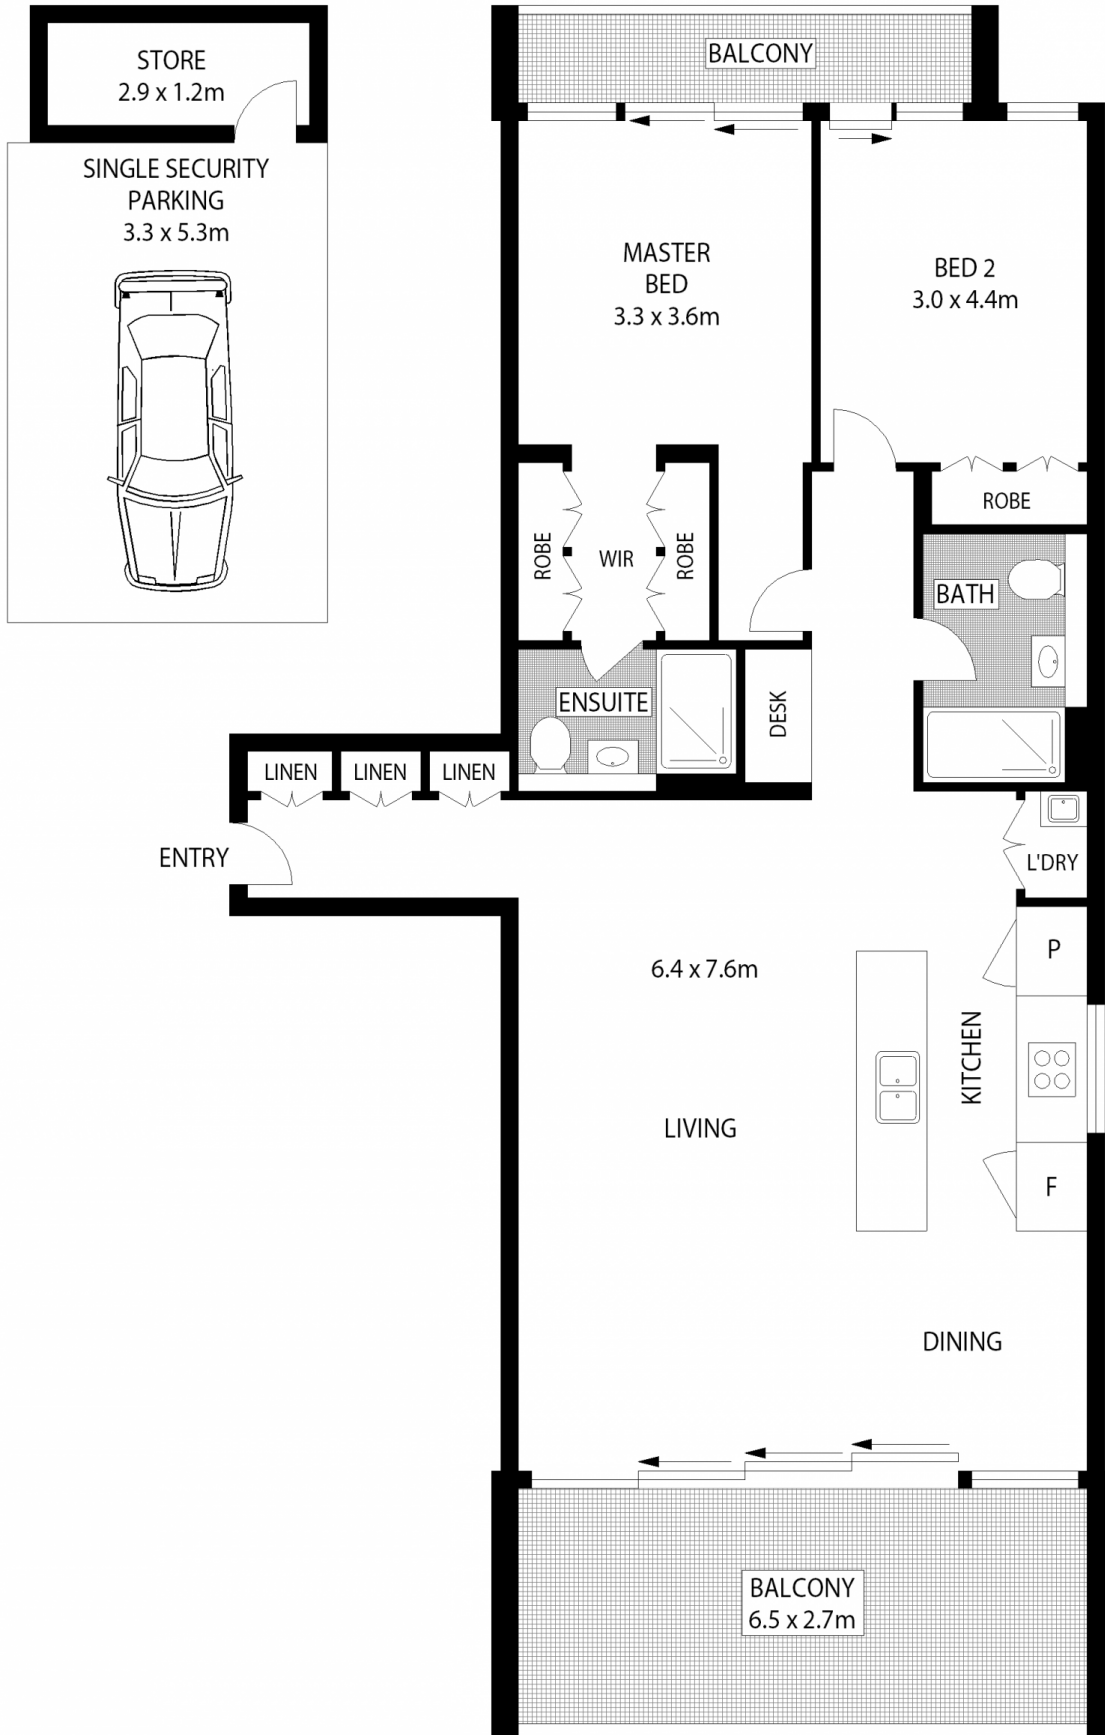 STORE
2.9 x 1.2m
SINGLE SECURITY
PARKING
3.3 x 5.3m
BALCONY
MASTER
BED
3.3 x 3.6m
BED 2
3.0 x 4.4m
ROBE
WIR
ROBE
ROBE
BATH
ENSUITE
DESK
LINEN
LINEN
LINEN
ENTRY
L'DRY
P
6.4 x 7.6m
KITCHEN
LIVING
F
DINING
BALCONY
6.5 x 2.7m